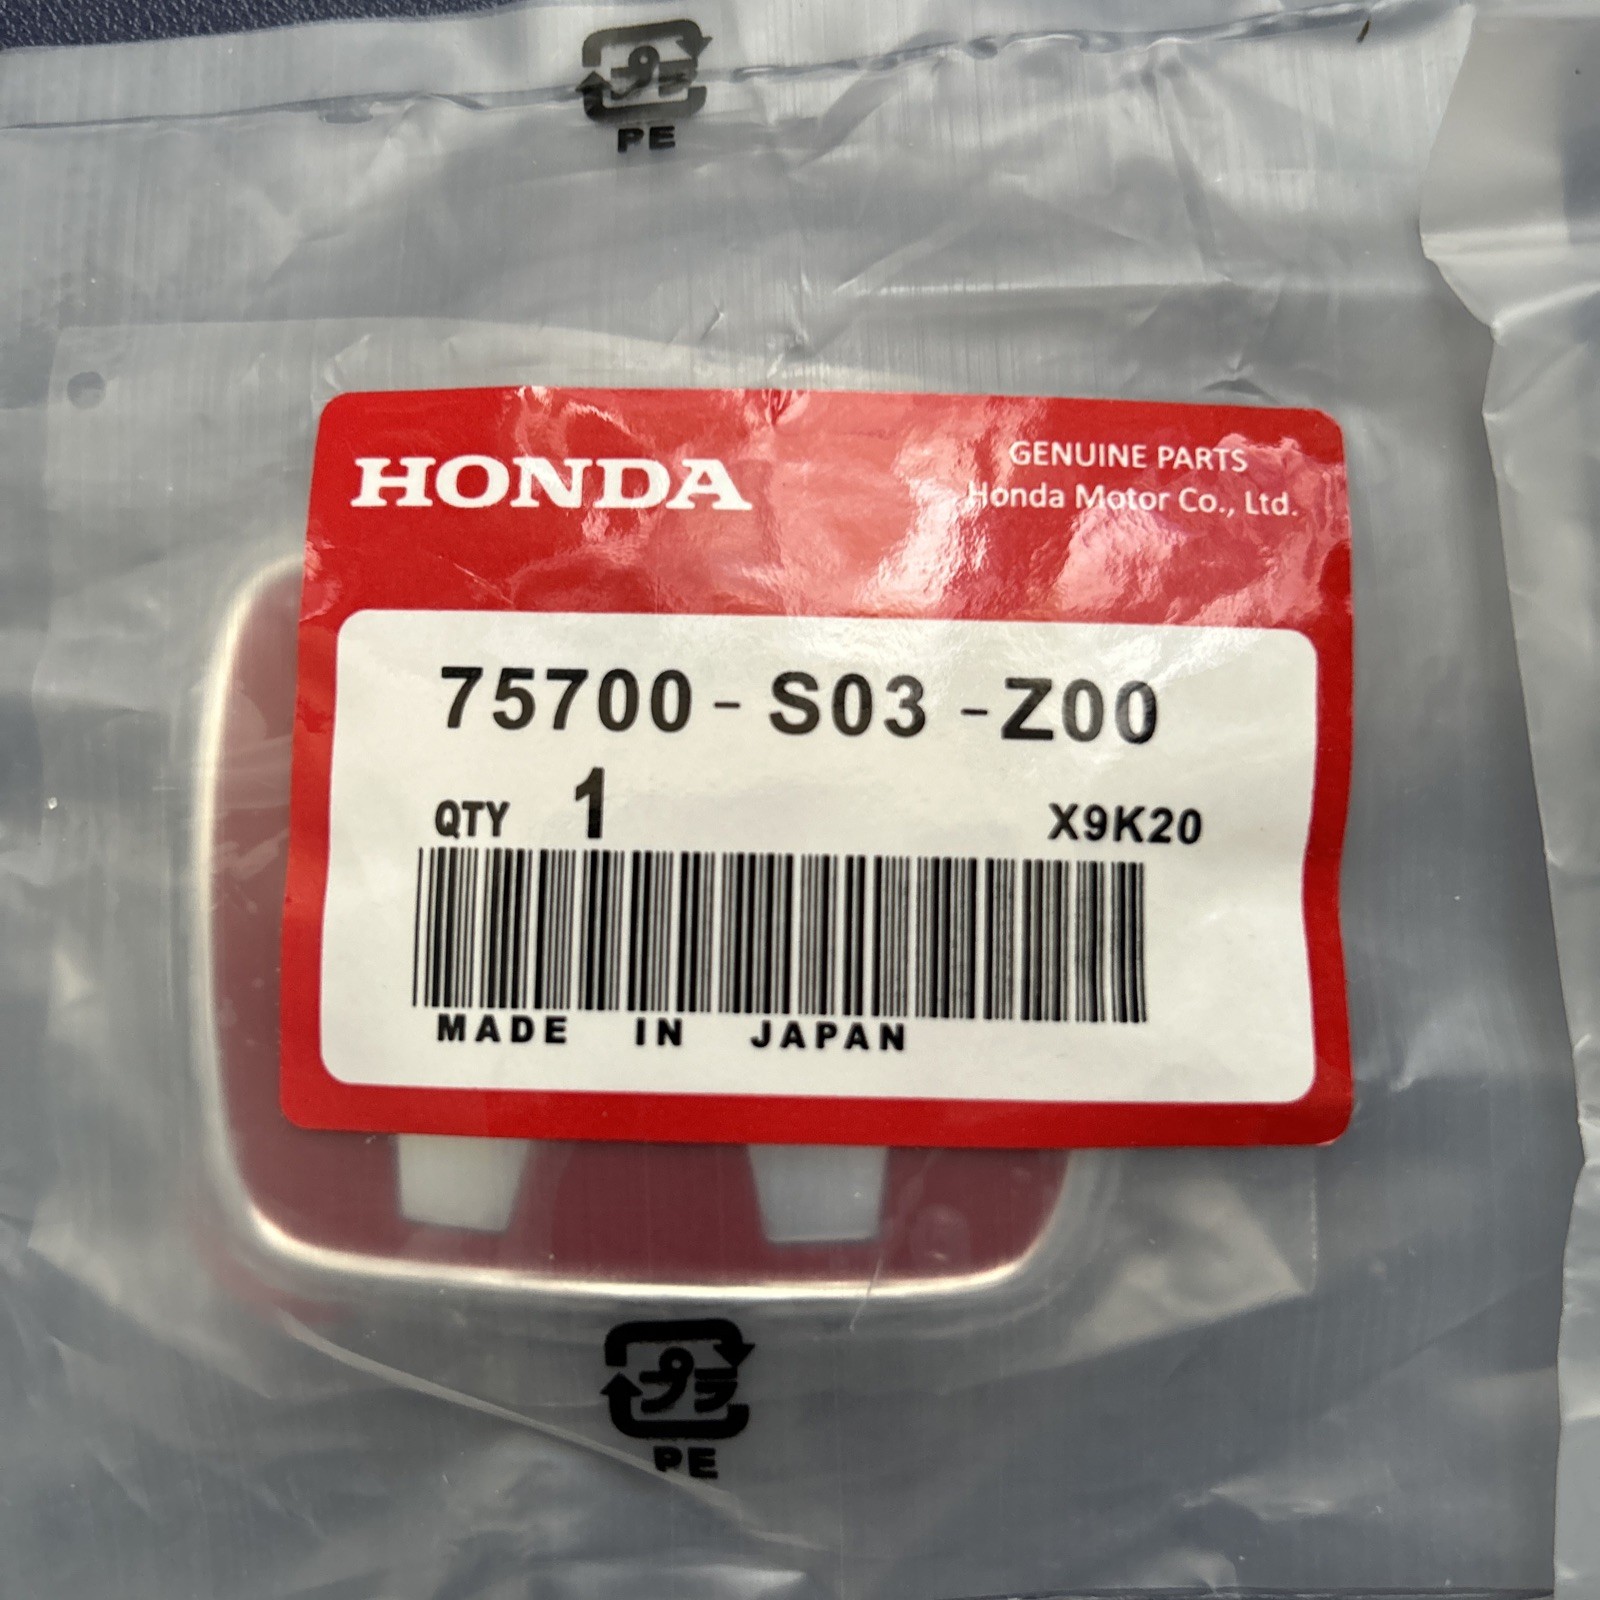 プラ
PE
HONDA
GENUINE PARTS
Honda Motor Co., Ltd.
75700-S03-Z00
QTY 1 X9K20
MADE IN JAPAN
プラ
PE